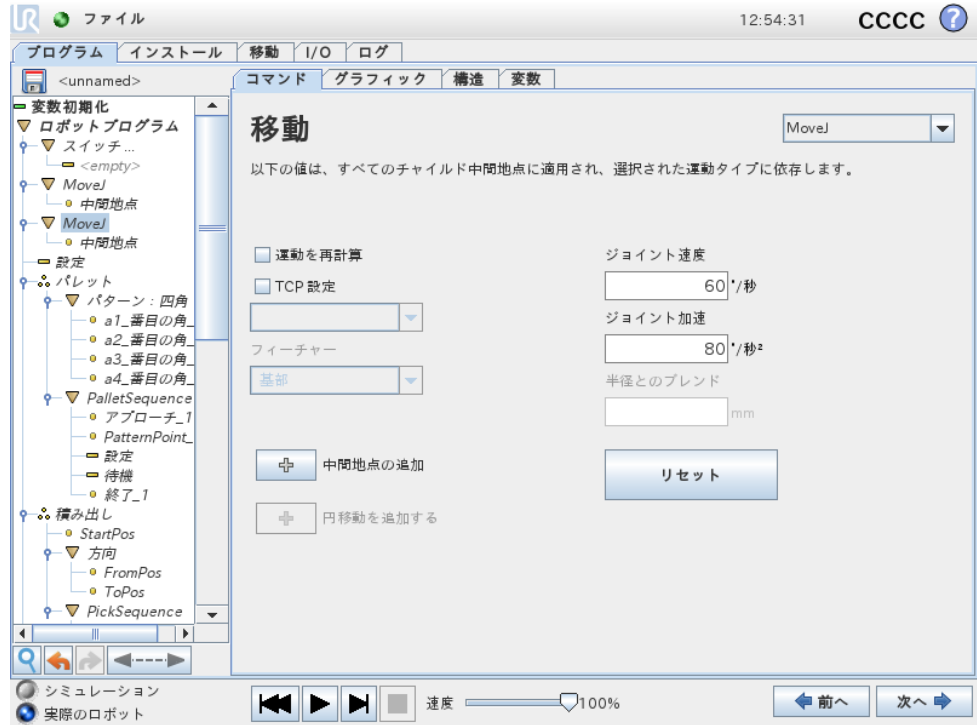 UR ファイル 12:54:31 CCCC ?
プログラム インストール 移動 I/O ログ
<unnamed>
コマンド グラフィック 構造 変数
変数初期化
ロボットプログラム
スイッチ ...
<empty>
MoveJ
中間地点
MoveJ
中間地点
設定
パレット
パターン : 四角
a1_番目の角_
a2_番目の角_
a3_番目の角_
a4_番目の角_
PalletSequence
アプローチ_1
PatternPoint_
設定
待機
終了_1
積み出し
StartPos
方向
FromPos
ToPos
PickSequence
移動
MoveJ
以下の値は、すべてのチャイルド中間地点に適用され、選択された運動タイプに依存します。
運動を再計算
TCP 設定
フィーチャー
基部
ジョイント速度
60 °/秒
ジョイント加速
80 °/秒²
半径とのブレンド
mm
中間地点の追加
円移動を追加する
リセット
シミュレーション
実際のロボット
速度 100%
前へ 次へ